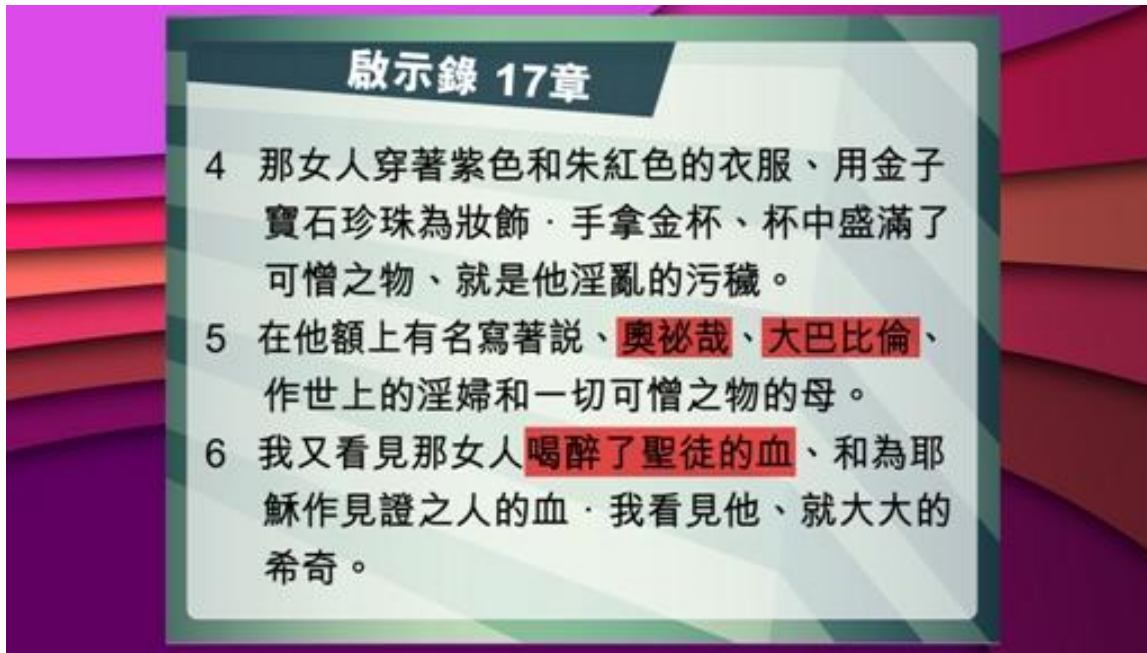 啟示錄 17章
4 那女人穿著紫色和朱紅色的衣服、用金子
寶石珍珠為妝飾．手拿金杯、杯中盛滿了
可憎之物、就是他淫亂的污穢。
5 在他額上有名寫著説、奧祕哉、大巴比倫、
作世上的淫婦和一切可憎之物的母。
6 我又看見那女人喝醉了聖徒的血、和為耶
穌作見證之人的血．我看見他、就大大的
希奇。